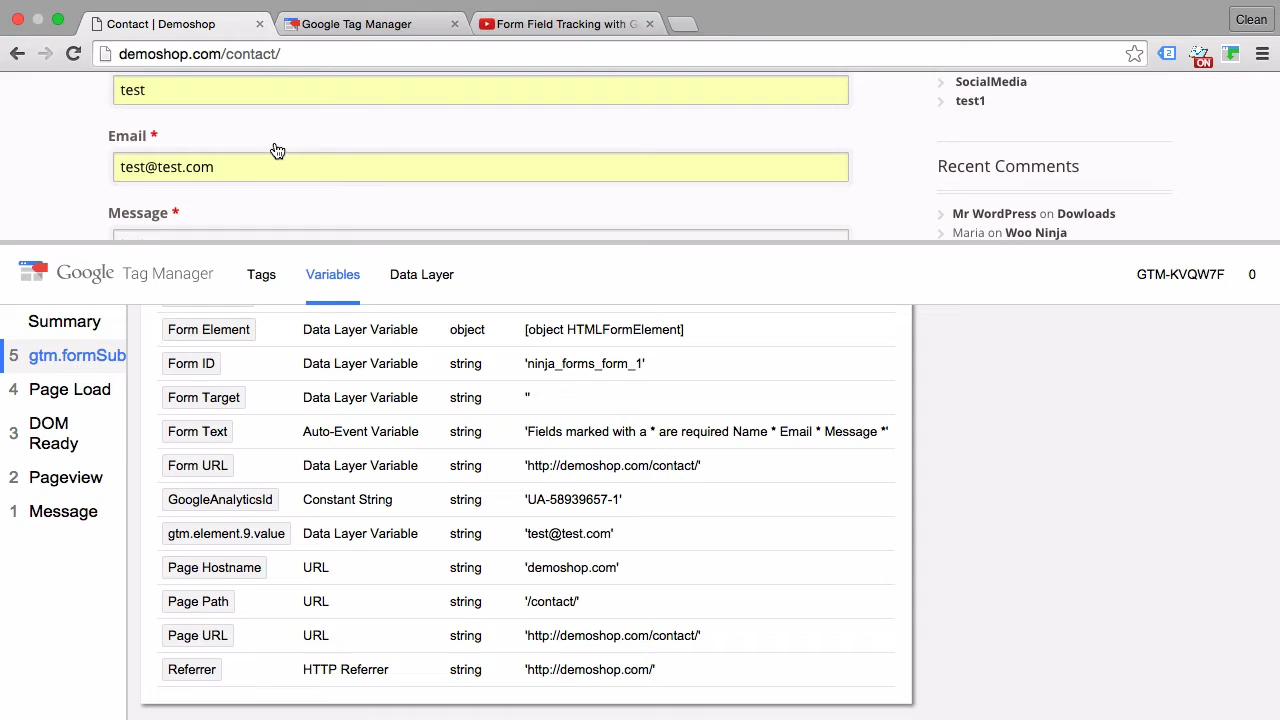 Contact | Demoshop
Google Tag Manager
Form Field Tracking with G
Clean
demoshop.com/contact/
2
ON
test
SocialMedia
test1
Email *
test@test.com
Recent Comments
Message *
Mr WordPress on Dowloads
Maria on Woo Ninja
Google Tag Manager
Tags
Variables
Data Layer
GTM-KVQW7F
0
Summary
5 gtm.formSub
4 Page Load
3 DOM Ready
2 Pageview
1 Message
Form Element Data Layer Variable object [object HTMLFormElement]
Form ID Data Layer Variable string 'ninja_forms_form_1'
Form Target Data Layer Variable string ''
Form Text Auto-Event Variable string 'Fields marked with a * are required Name * Email * Message *'
Form URL Data Layer Variable string 'http://demoshop.com/contact/'
GoogleAnalyticsId Constant String string 'UA-58939657-1'
gtm.element.9.value Data Layer Variable string 'test@test.com'
Page Hostname URL string 'demoshop.com'
Page Path URL string '/contact/'
Page URL URL string 'http://demoshop.com/contact/'
Referrer HTTP Referrer string 'http://demoshop.com/'